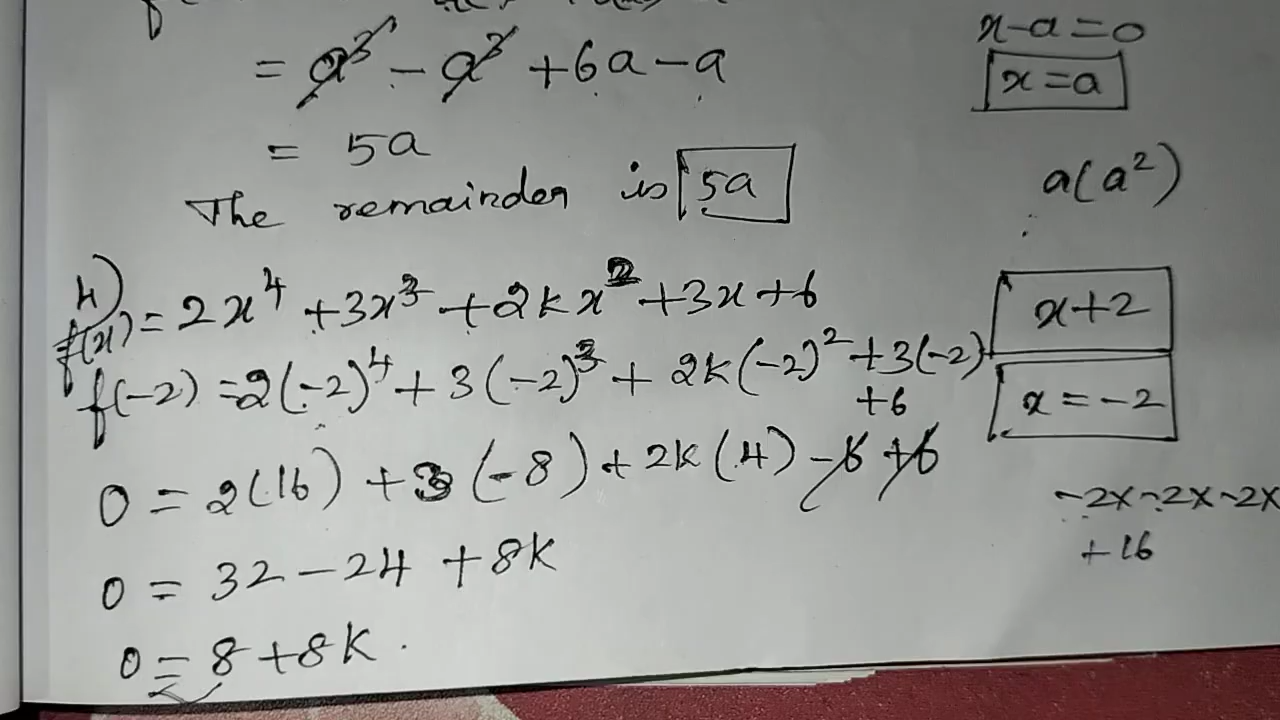 = a³ - a³ + 6a - a
= 5a
The remainder is 5a
x-a=0
x=a
a(a²)
4)
f(x) = 2x⁴ + 3x³ + 2kx² + 3x + 6
f(-2) = 2(-2)⁴ + 3(-2)³ + 2k(-2)² + 3(-2)
+6
0 = 2(16) + 3(-8) + 2k(4) - 6 + 6
0 = 32 - 24 + 8k
0 = 8 + 8k.
x+2
x = -2
-2x-2x-2x
+16